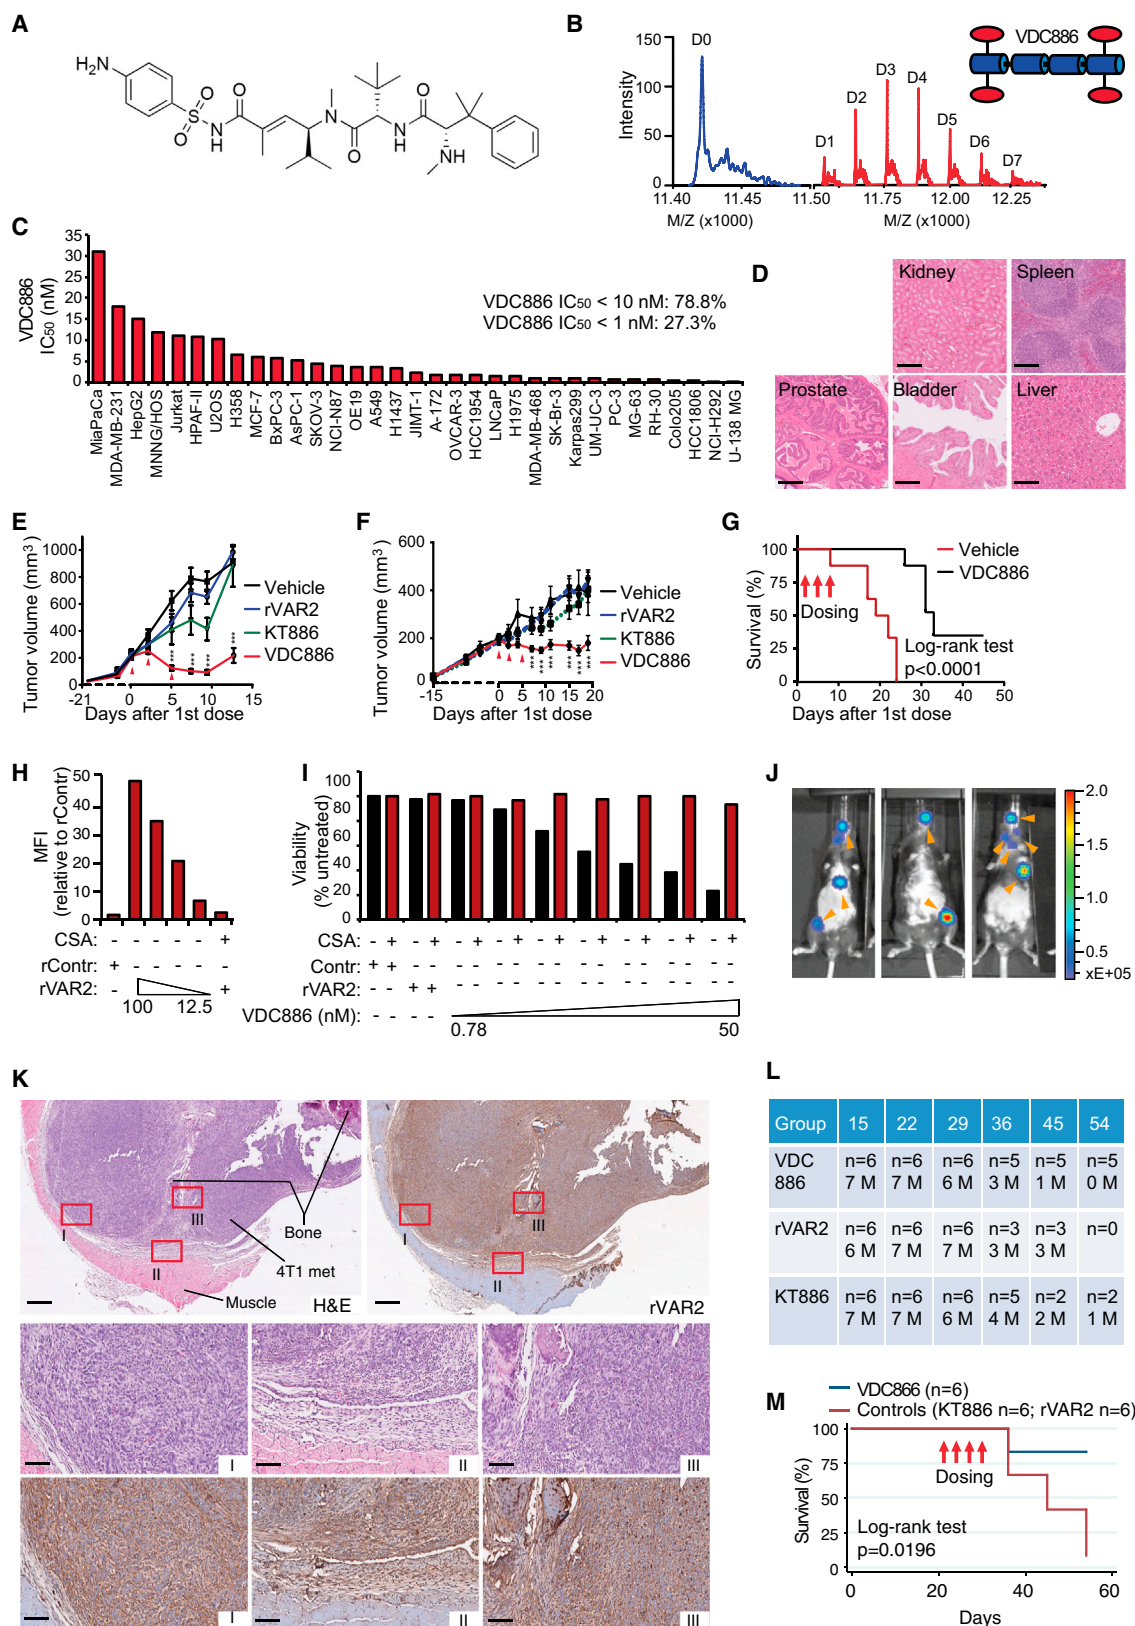 A
H₂N
O
O
S
O
NH
N
O
O
N
H
NH
B
VDC886
Intensity
150
100
50
0
D0
D1
D2
D3
D4
D5
D6
D7
11.40
11.45
11.50
11.75
12.00
12.25
M/Z (x1000)
M/Z (x1000)
C
VDC886
IC50 (nM)
35
30
25
20
15
10
5
0
VDC886 IC50 < 10 nM: 78.8%
VDC886 IC50 < 1 nM: 27.3%
MiaPaCa
MDA-MB-231
HepG2
MNNG/HOS
Jurkat
HPAF-II
U2OS
H358
MCF-7
BxPC-3
AsPC-1
SKOV-3
NCI-N87
OE19
A549
H1437
JIMT-1
A-172
OVCAR-3
HCC1954
LNCaP
H1975
MDA-MB-468
SK-Br-3
Karpas299
UM-UC-3
PC-3
MG-63
RH-30
Colo205
HCC1806
NCI-H292
U-138 MG
D
Kidney
Spleen
Prostate
Bladder
Liver
E
Tumor volume (mm³)
1000
800
600
400
200
Vehicle
rVAR2
KT886
VDC886
***
***
***
***
-21
0
5
15
Days after 1st dose
F
Tumor volume (mm³)
600
400
200
0
Vehicle
rVAR2
KT886
VDC886
-15
0
5
10
15
20
Days after 1st dose
G
Survival (%)
100
75
50
25
0
Vehicle
VDC886
Dosing
Log-rank test
p<0.0001
0
10
20
30
40
50
Days after 1st dose
H
MFI
(relative to rContr)
50
40
30
20
10
0
CSA: - - - - - +
rContr: + - - - - -
rVAR2: - +
100 12.5
I
Viability
(% untreated)
100
80
60
40
20
0
CSA: - + - + - + - + - + - + - + - + - +
Contr: + + - - - - - - - - - - - - - - - -
rVAR2: - - + + - - - - - - - - - - - - - -
VDC886 (nM): - - - -
0.78 50
J
2.0
1.5
1.0
0.5
xE+05
K
I
II
III
Bone
4T1 met
Muscle
H&E
I
II
III
rVAR2
I
II
III
I
II
III
L
Group 15 22 29 36 45 54
VDC n=6 n=6 n=6 n=5 n=5 n=5
886 7 M 7 M 6 M 3 M 1 M 0 M
rVAR2 n=6 n=6 n=6 n=3 n=3 n=0
6 M 7 M 7 M 3 M 3 M
KT886 n=6 n=6 n=6 n=5 n=2 n=2
7 M 7 M 6 M 4 M 2 M 1 M
M
VDC866 (n=6)
Controls (KT886 n=6; rVAR2 n=6)
Survival (%)
100
75
50
25
0
Dosing
Log-rank test
p=0.0196
0
20
40
60
Days